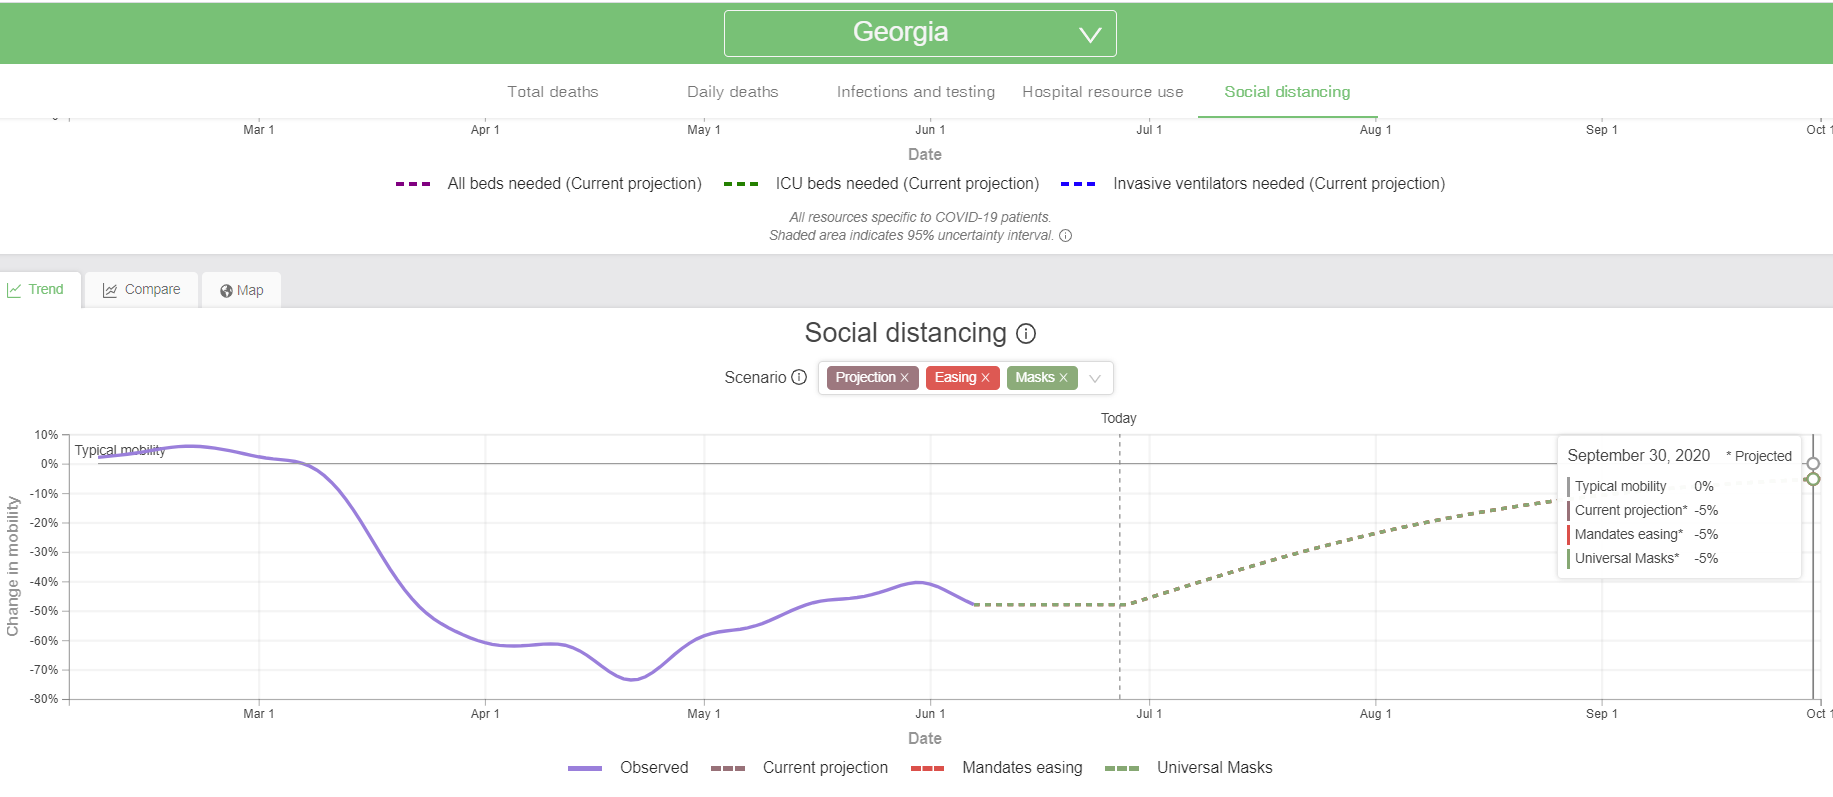 Georgia
Total deaths Daily deaths Infections and testing Hospital resource use Social distancing
Mar 1 Apr 1 May 1 Jun 1 Jul 1 Aug 1 Sep 1 Oct 1
Date
All beds needed (Current projection) ICU beds needed (Current projection) Invasive ventilators needed (Current projection)
All resources specific to COVID-19 patients.
Shaded area indicates 95% uncertainty interval.
Trend Compare Map
Social distancing
Scenario Projection × Easing × Masks ×
Today
10%
Typical mobility
0%
-10%
-20%
-30%
-40%
-50%
-60%
-70%
-80%
Change in mobility
September 30, 2020 * Projected
Typical mobility 0%
Current projection* -5%
Mandates easing* -5%
Universal Masks* -5%
Mar 1 Apr 1 May 1 Jun 1 Jul 1 Aug 1 Sep 1 Oct 1
Date
Observed Current projection Mandates easing Universal Masks